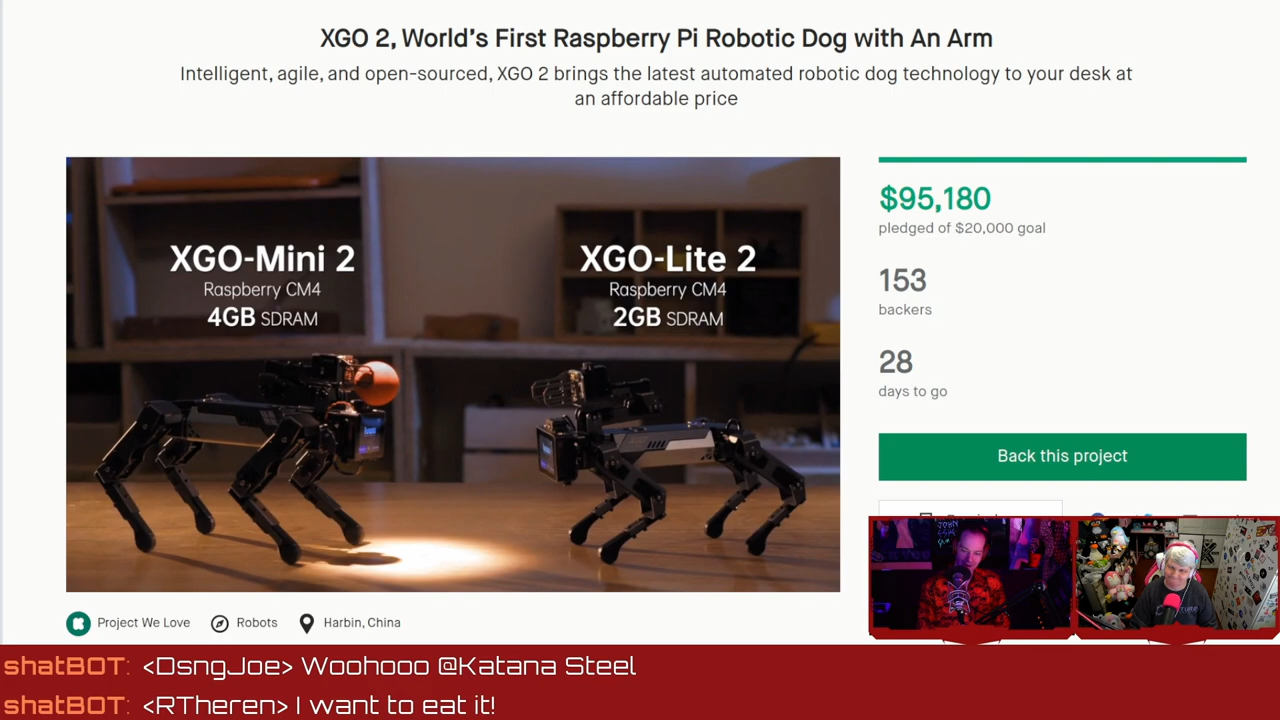 XGO 2, World's First Raspberry Pi Robotic Dog with An Arm
Intelligent, agile, and open-sourced, XGO 2 brings the latest automated robotic dog technology to your desk at
an affordable price
XGO-Mini 2
Raspberry CM4
4GB SDRAM
XGO-Lite 2
Raspberry CM4
2GB SDRAM
$95,180
pledged of $20,000 goal
153
backers
28
days to go
Back this project
Project We Love
Robots
Harbin, China
shatBOT: <DsngJoe> Woohooo @Katana Steel
shatBOT: <RTheren> I want to eat it!